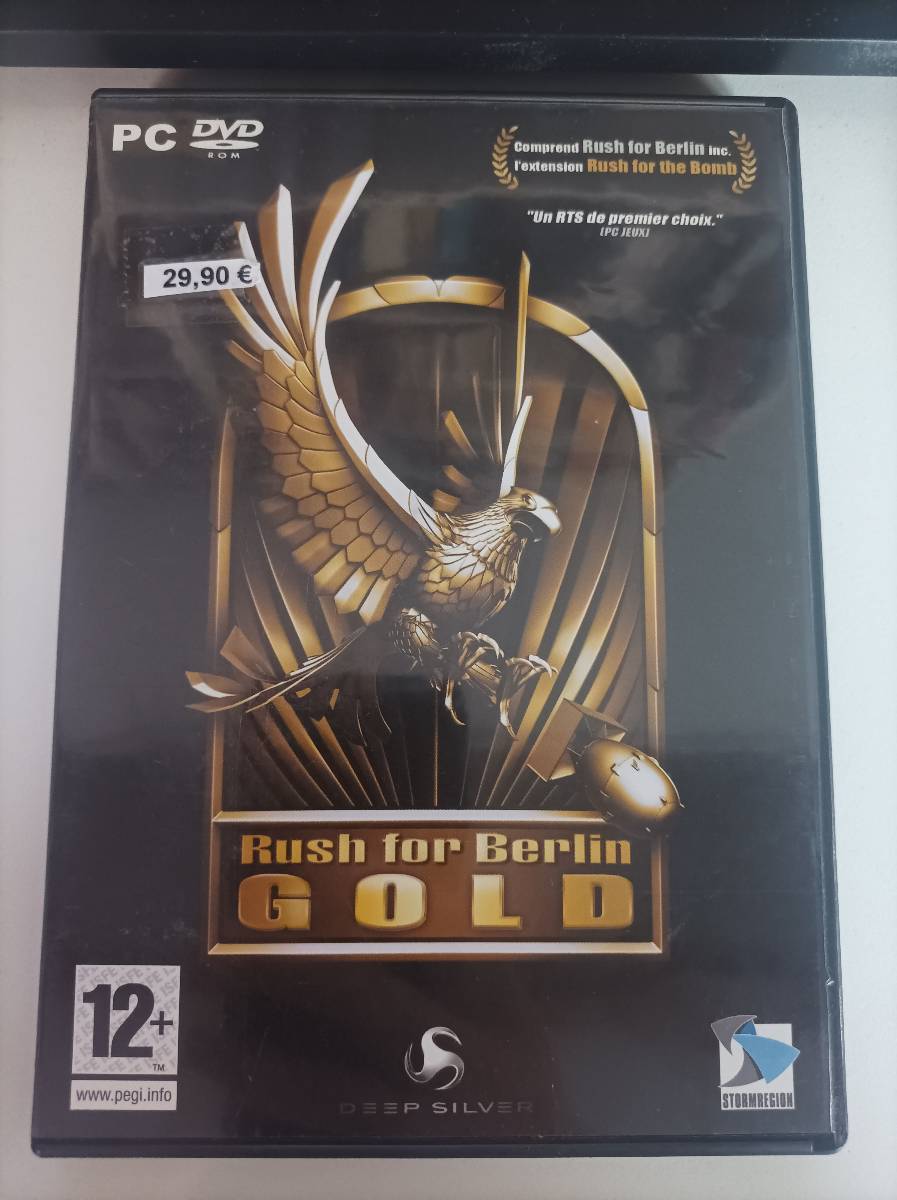 PC DVD
ROM
Comprend Rush for Berlin inc.
l'extension Rush for the Bomb
"Un RTS de premier choix."
[PC JEUX]
29,90 €
Rush for Berlin
GOLD
12+
TM
www.pegi.info
DEEP SILVER
STORMREGION